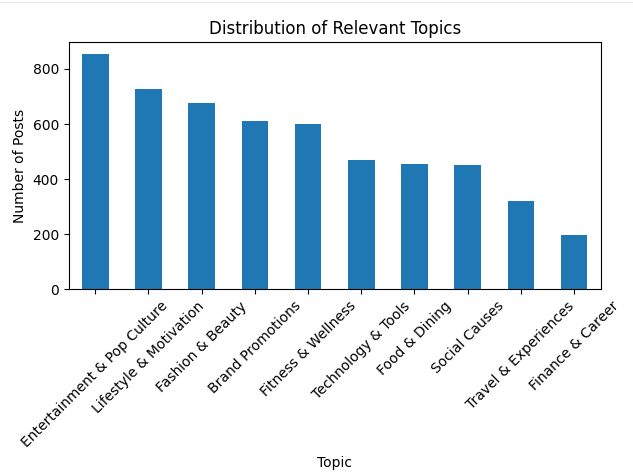 Distribution of Relevant Topics
Number of Posts
800
600
400
200
0
Entertainment & Pop Culture
Lifestyle & Motivation
Fashion & Beauty
Brand Promotions
Fitness & Wellness
Technology & Tools
Food & Dining
Social Causes
Travel & Experiences
Finance & Career
Topic